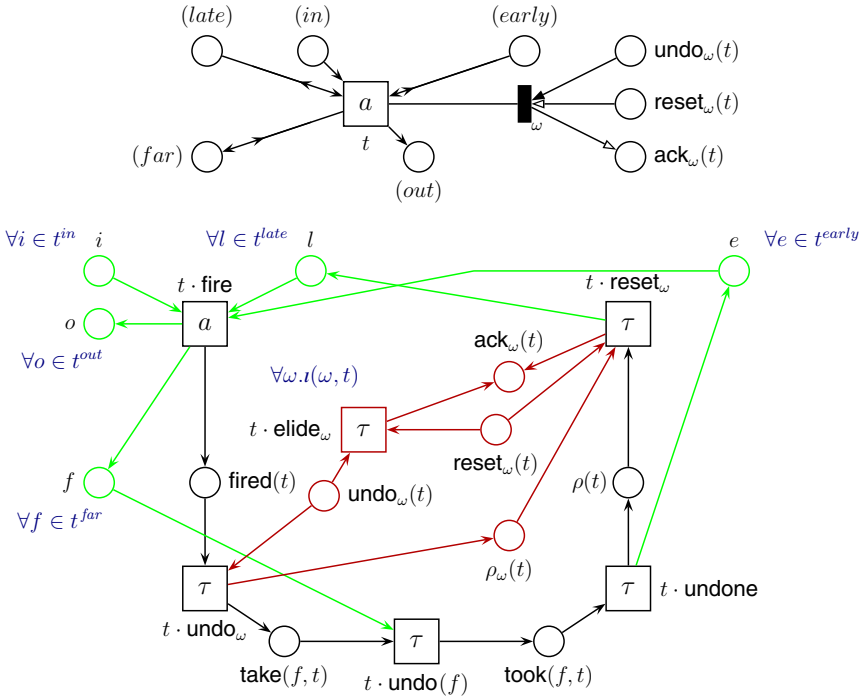 (late) (in) (early)
undo_ω(t)
a reset_ω(t)
ω
t
(far) ack_ω(t)
(out)
∀i ∈ t^{in} i ∀l ∈ t^{late} l e ∀e ∈ t^{early}
t · fire t · reset_ω
o a τ
ack_ω(t)
∀o ∈ t^{out}
∀ω.ı(ω, t)
t · elide_ω τ
reset_ω(t)
f fired(t) undo_ω(t) ρ(t)
∀f ∈ t^{far}
ρ_ω(t)
τ τ t · undone
t · undo_ω τ
take(f, t) t · undo(f) took(f, t)